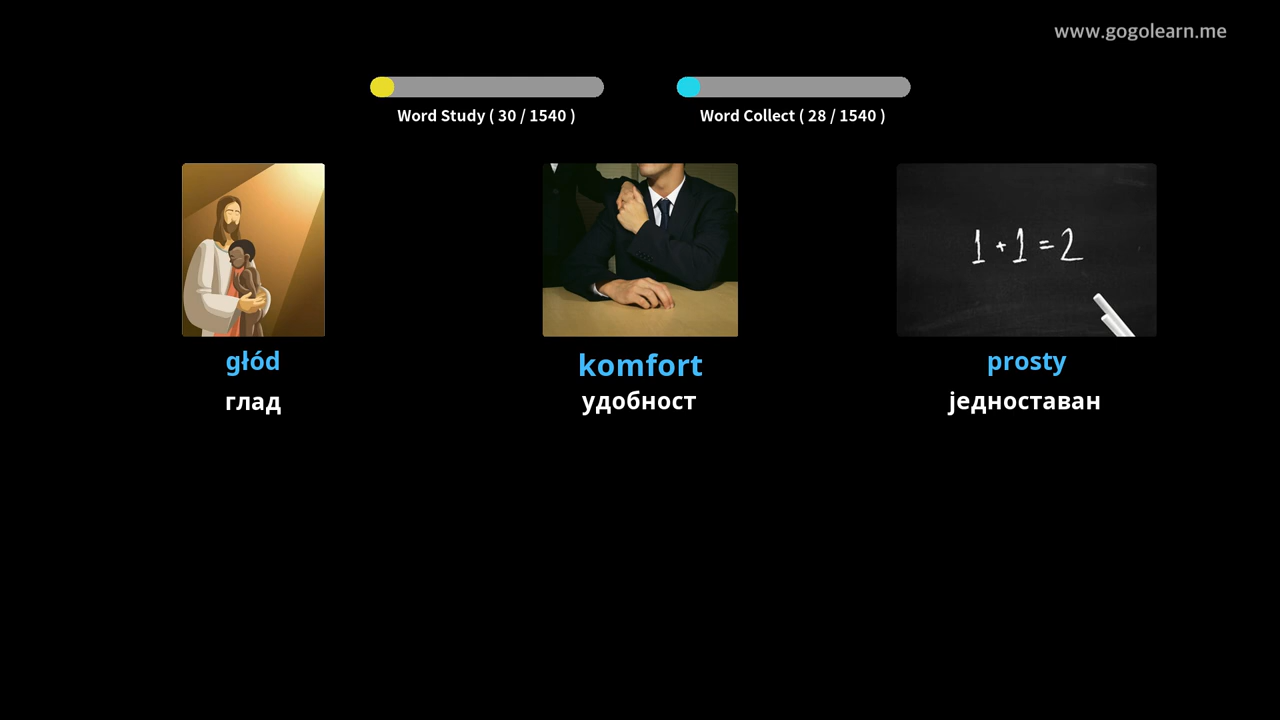 www.gogolearn.me
Word Study ( 30 / 1540 )
Word Collect ( 28 / 1540 )
1 + 1 = 2
głód
komfort
prosty
глад
удобност
једноставан